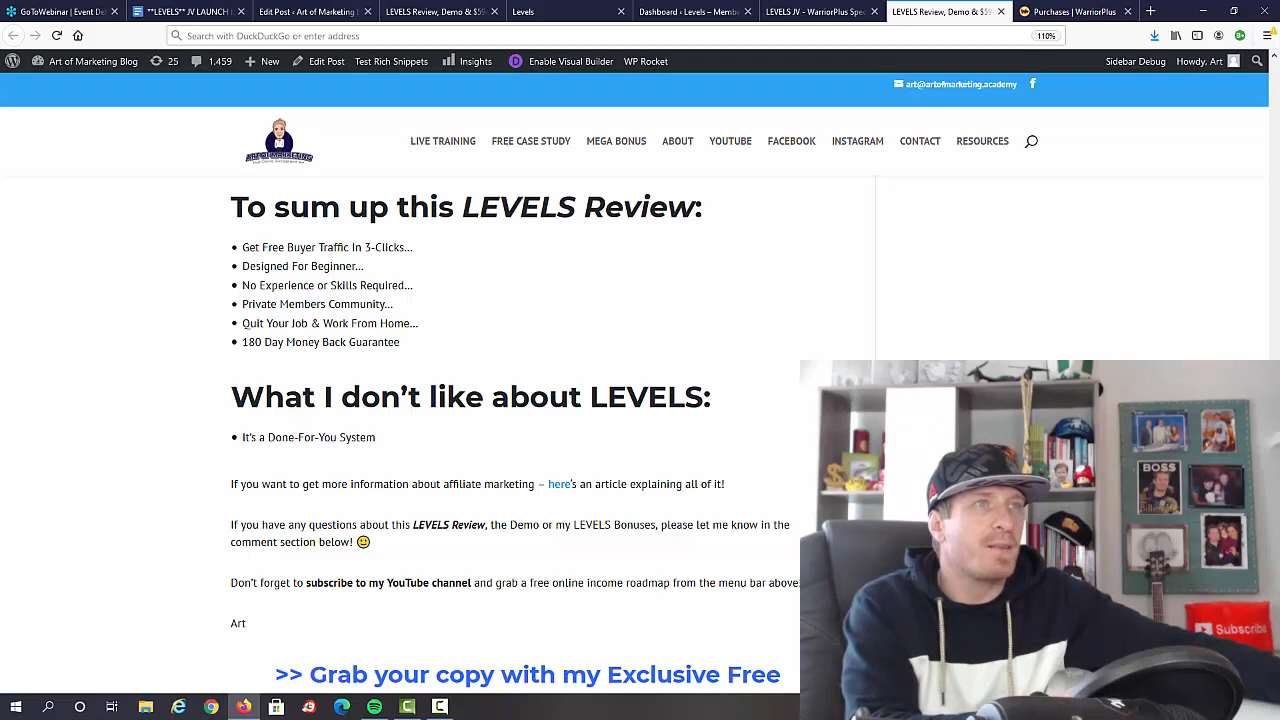 GoToWebinar | Event Det
**LEVELS** JV LAUNCH
Edit Post ‹ Art of Marketing B
LEVELS Review, Demo & $59
Levels
Dashboard ‹ Levels – Membe
LEVELS JV – WarriorPlus Spec
LEVELS Review, Demo & $59
Purchases | WarriorPlus
Search with DuckDuckGo or enter address
110%
Art of Marketing Blog
25
1,459
New
Edit Post
Test Rich Snippets
Insights
Enable Visual Builder
WP Rocket
Sidebar Debug
Howdy, Art
art@artofmarketing.academy
ART OF MARKETING
LIVE TRAINING
FREE CASE STUDY
MEGA BONUS
ABOUT
YOUTUBE
FACEBOOK
INSTAGRAM
CONTACT
RESOURCES
To sum up this LEVELS Review:
• Get Free Buyer Traffic In 3-Clicks...
• Designed For Beginner...
• No Experience or Skills Required...
• Private Members Community...
• Quit Your Job & Work From Home...
• 180 Day Money Back Guarantee
What I don’t like about LEVELS:
• It’s a Done-For-You System
If you want to get more information about affiliate marketing – here’s an article explaining all of it!
If you have any questions about this LEVELS Review, the Demo or my LEVELS Bonuses, please let me know in the
comment section below! 🙂
Don’t forget to subscribe to my YouTube channel and grab a free online income roadmap from the menu bar above
Art
>> Grab your copy with my Exclusive Free
BOSS
Subscribe